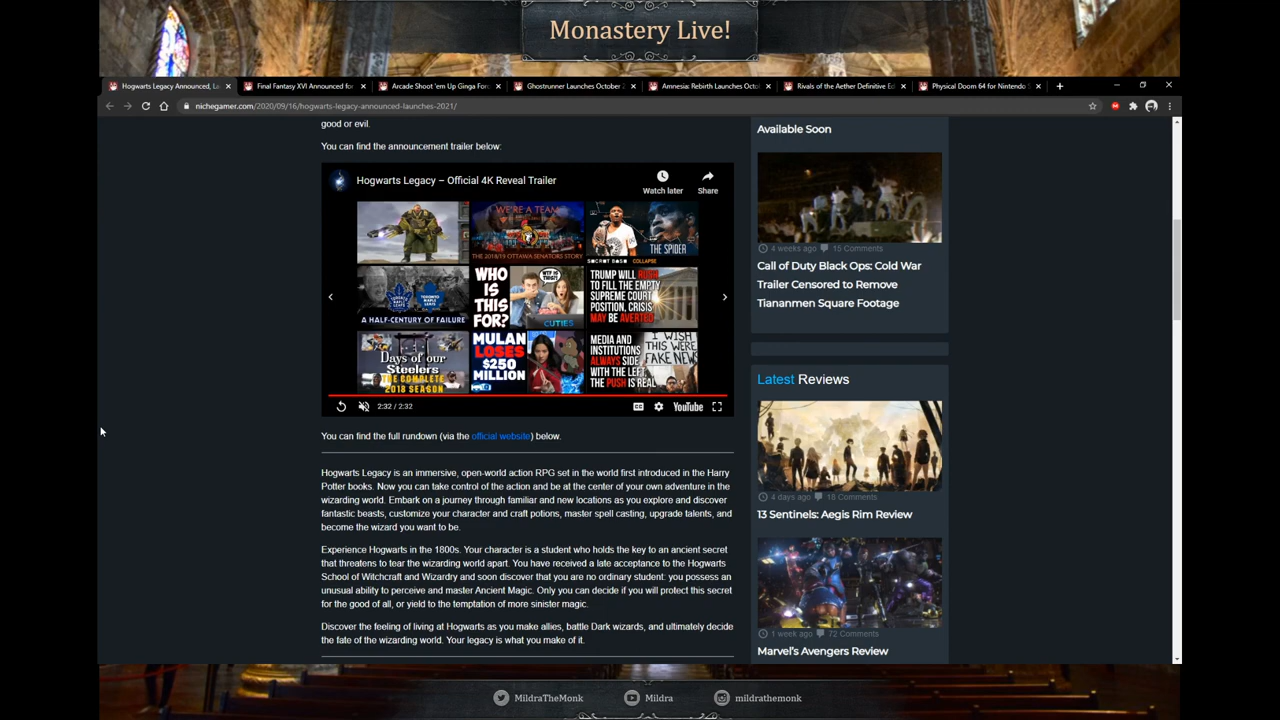 Monastery Live!
Hogwarts Legacy Announced, La
Final Fantasy XVI Announced for
Arcade Shoot 'em Up Ginga For
Ghostrunner Launches October 2
Amnesia: Rebirth Launches Octo
Rivals of the Aether Definitive Ed
Physical Doom 64 for Nintendo S
nichegamer.com/2020/09/16/hogwarts-legacy-announced-launches-2021/
good or evil.
You can find the announcement trailer below:
Hogwarts Legacy – Official 4K Reveal Trailer
Watch later
Share
WE'RE A TEAM
THE 2018/19 OTTAWA SENATORS STORY
THE SPIDER
COLLAPSE
A HALF-CENTURY OF FAILURE
WHO IS THIS FOR?
WTF IS THIS?
CUTIES
TRUMP WILL RUSH
TO FILL THE EMPTY
SUPREME COURT
POSITION, CRISIS
MAY BE AVERTED
Days of our
Steelers
THE COMPLETE
2018 SEASON
MULAN
LOSES
$250
MILLION
MEDIA AND
INSTITUTIONS
ALWAYS SIDE
WITH THE LEFT.
THE PUSH IS REAL
I WISH
THIS WERE
FAKE NEWS
2:32 / 2:32
CC
YouTube
You can find the full rundown (via the official website) below.
Hogwarts Legacy is an immersive, open-world action RPG set in the world first introduced in the Harry
Potter books. Now you can take control of the action and be at the center of your own adventure in the
wizarding world. Embark on a journey through familiar and new locations as you explore and discover
fantastic beasts, customize your character and craft potions, master spell casting, upgrade talents, and
become the wizard you want to be.
Experience Hogwarts in the 1800s. Your character is a student who holds the key to an ancient secret
that threatens to tear the wizarding world apart. You have received a late acceptance to the Hogwarts
School of Witchcraft and Wizardry and soon discover that you are no ordinary student: you possess an
unusual ability to perceive and master Ancient Magic. Only you can decide if you will protect this secret
for the good of all, or yield to the temptation of more sinister magic.
Discover the feeling of living at Hogwarts as you make allies, battle Dark wizards, and ultimately decide
the fate of the wizarding world. Your legacy is what you make of it.
Available Soon
4 weeks ago 15 Comments
Call of Duty Black Ops: Cold War
Trailer Censored to Remove
Tiananmen Square Footage
Latest Reviews
4 days ago 16 Comments
13 Sentinels: Aegis Rim Review
1 week ago 72 Comments
Marvel's Avengers Review
MildraTheMonk
Mildra
mildrathemonk